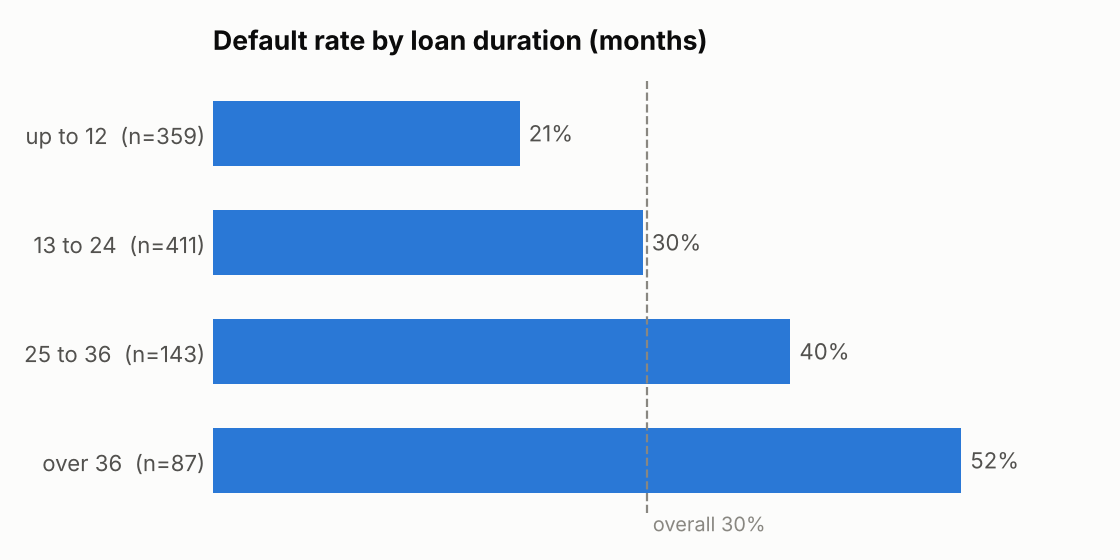 Default rate by loan duration (months)
up to 12 (n=359) 21%
13 to 24 (n=411) 30%
25 to 36 (n=143) 40%
over 36 (n=87) 52%
overall 30%